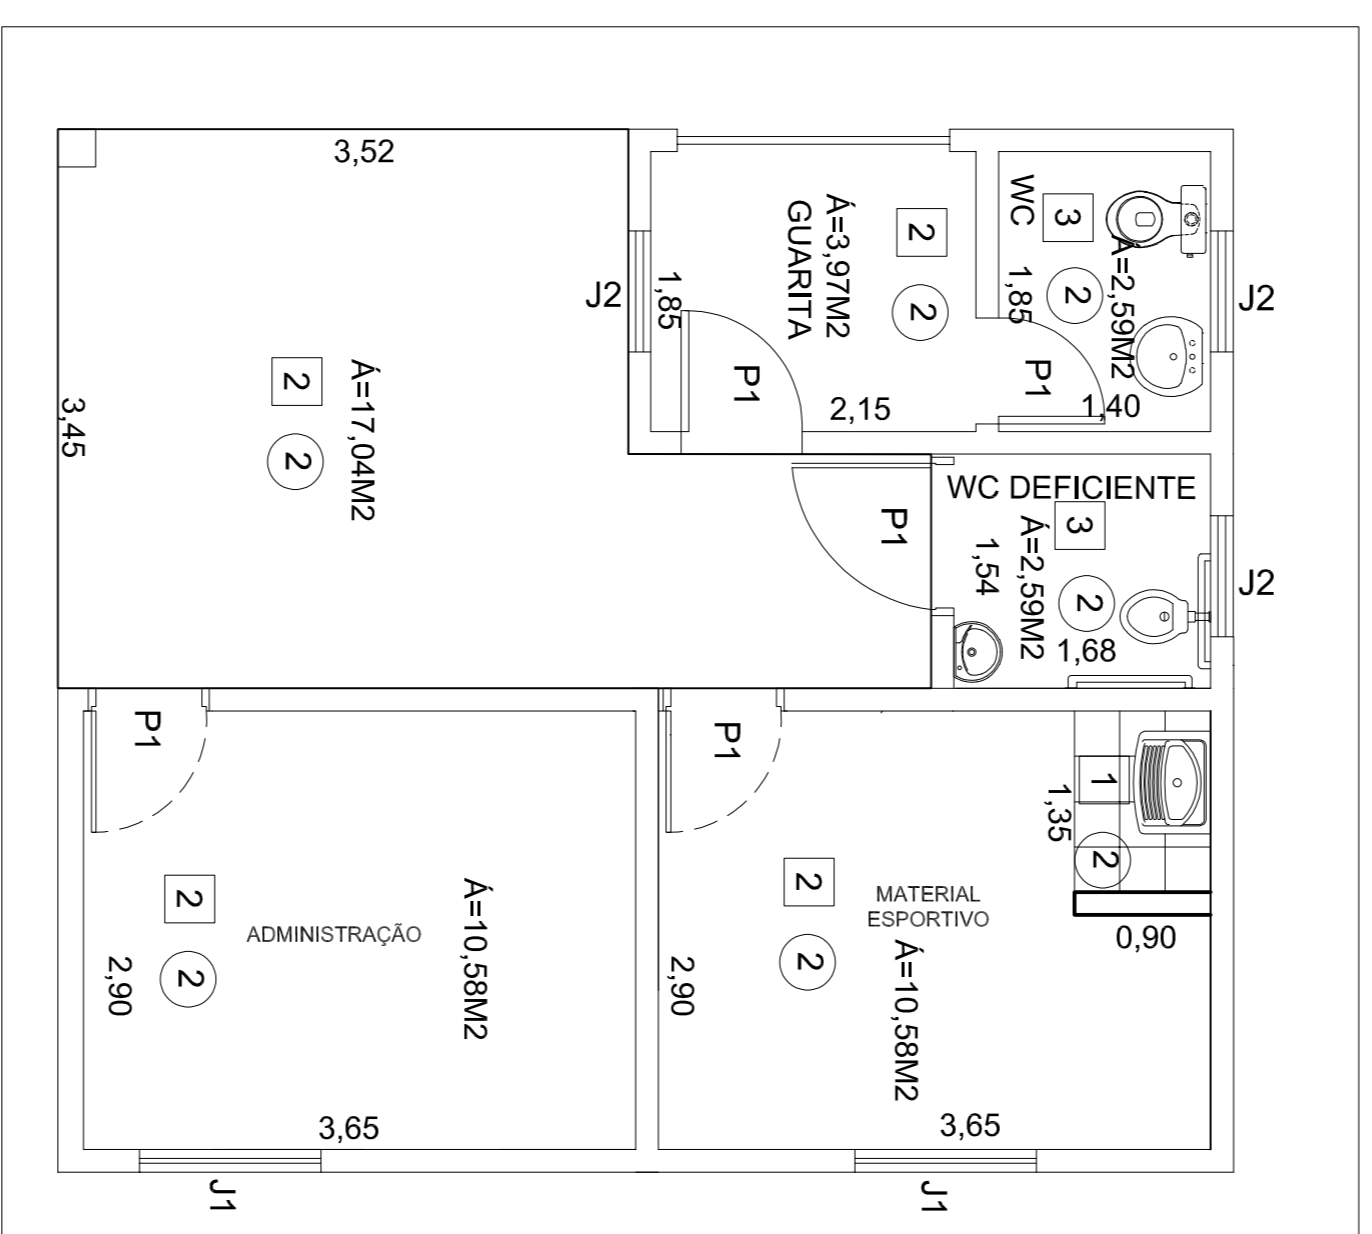 3,52
3,45
2
2
Á=17,04M2
J2
1,85
P1
GUARITA
Á=3,97M2
2
2
2,15
WC
3
2
1,85
Á=2,59M2
P1
1,40
J2
P1
WC DEFICIENTE
3
2
Á=2,59M2
1,54
1,68
J2
P1
2
2
ADMINISTRAÇÃO
Á=10,58M2
2,90
3,65
J1
P1
2
2
MATERIAL
ESPORTIVO
Á=10,58M2
2,90
3,65
J1
1
2
1,35
0,90